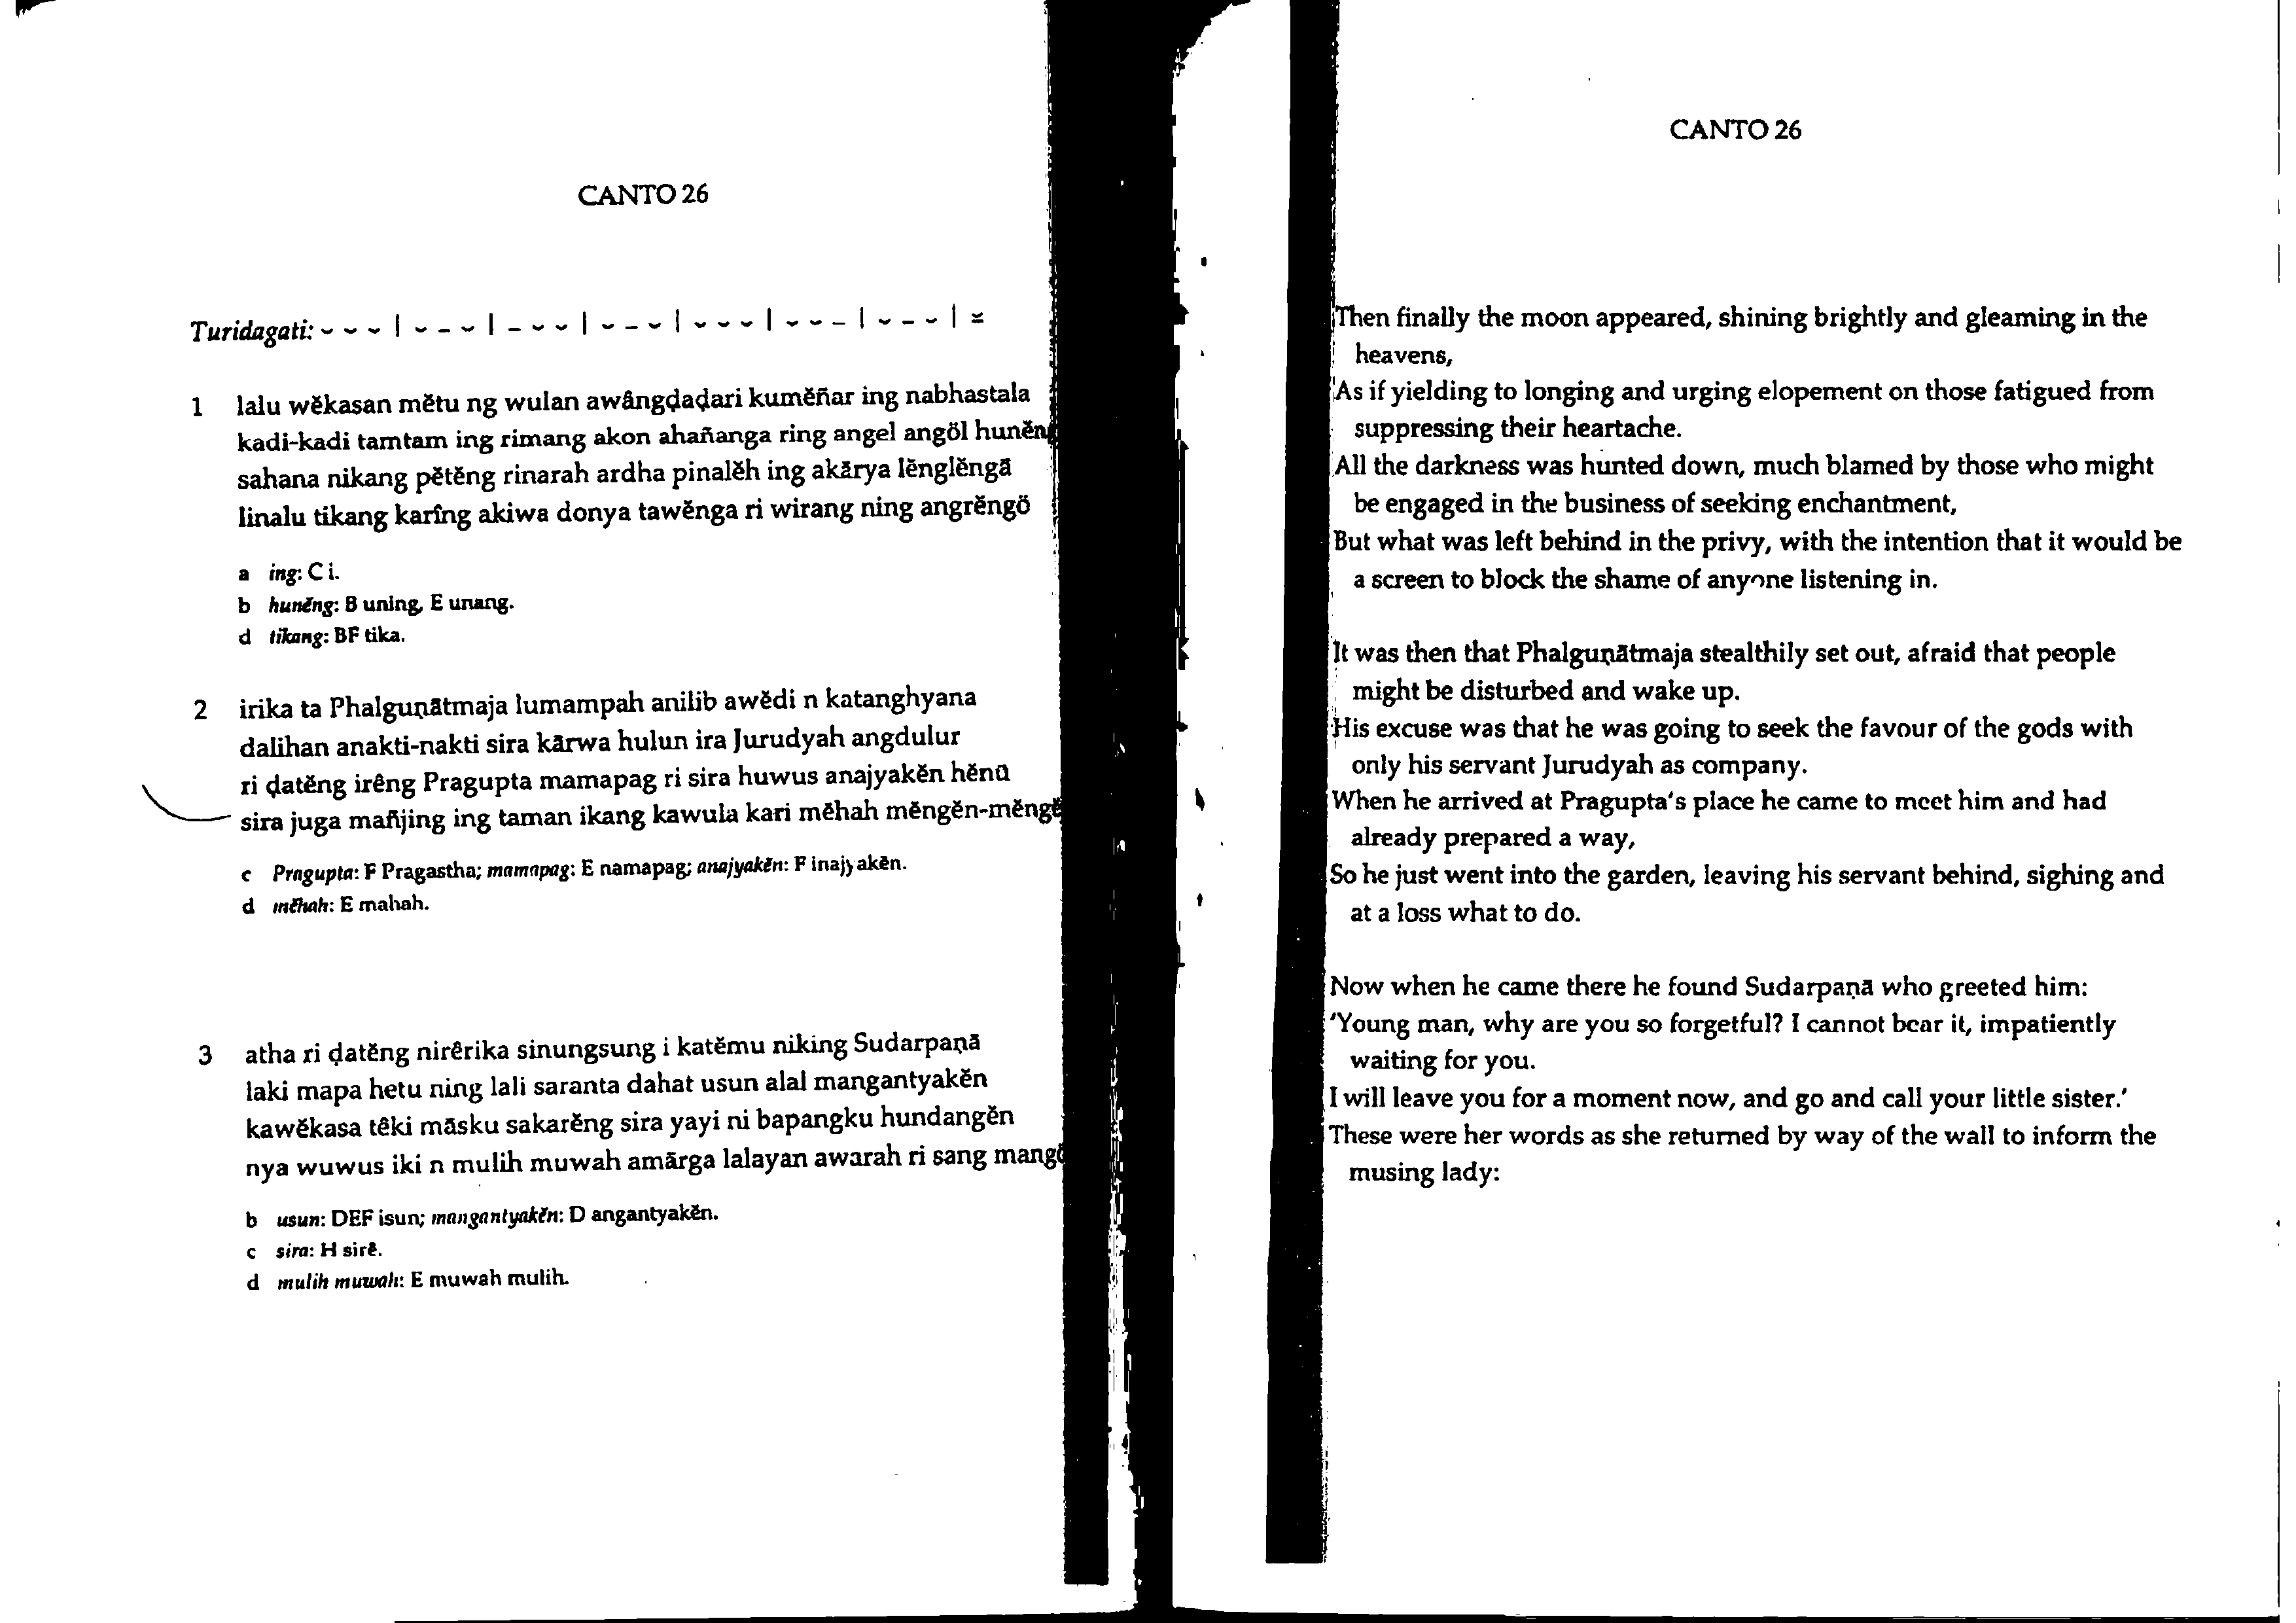 CANTO 26
Turidagati: ⏑ ⏑ ⏑ | ⏑ – ⏑ | – ⏑ ⏑ | ⏑ – ⏑ | ⏑ ⏑ ⏑ | ⏑ ⏑ – | ⏑ – ⏑ | ⏓
1 lalu wĕkasan mĕtu ng wulan awângḍaḍari kumĕñar ing nabhastala
kadi-kadi tamtam ing rimang akon ahañanga ring angel angöl
sahana nikang pĕtĕng rinarah ardha pinalĕh ing akārya lĕnglĕngā
linalu tikang karîng akiwa donya tawĕnga ri wirang ning angrĕngö
a ing: C i.
b hunĕng: B uning, E unang.
d tikang: BF tika.
2 irika ta Phalguṇātmaja lumampah anilib awĕdi n katanghyana
dalihan anakti-nakti sira kārwa hulun ira Jurudyah angdulur
ri ḍatĕng irêng Pragupta mamapag ri sira huwus anajyakĕn hĕnū
sira juga mañjing ing taman ikang kawula kari mĕhah
c Pragupta: F Pragastha; mamapag: E namapag; anajyakĕn: F inajyakĕn.
d mĕhah: E mahah.
3 atha ri ḍatĕng nirêrika sinungsung i katĕmu niking Sudarpaṇā
laki mapa hetu ning lali saranta dahat usun alal mangantyakĕn
kawĕkasa têki māsku sakarĕng sira yayi ni bapangku hundangĕn
nya wuwus iki n mulih muwah amārga lalayan awarah ri sang
b usun: DEF isun; mangantyakĕn: D angantyakĕn.
c sira: H sirê.
d mulih muwah: E muwah mulih.
CANTO 26
Then finally the moon appeared, shining brightly and gleaming in the
heavens,
As if yielding to longing and urging elopement on those fatigued from
suppressing their heartache.
All the darkness was hunted down, much blamed by those who might
be engaged in the business of seeking enchantment,
But what was left behind in the privy, with the intention that it would be
a screen to block the shame of anyone listening in.
It was then that Phalguṇātmaja stealthily set out, afraid that people
might be disturbed and wake up.
His excuse was that he was going to seek the favour of the gods with
only his servant Jurudyah as company.
When he arrived at Pragupta's place he came to meet him and had
already prepared a way,
So he just went into the garden, leaving his servant behind, sighing and
at a loss what to do.
Now when he came there he found Sudarpaṇā who greeted him:
'Young man, why are you so forgetful? I cannot bear it, impatiently
waiting for you.
I will leave you for a moment now, and go and call your little sister.'
These were her words as she returned by way of the wall to inform the
musing lady: